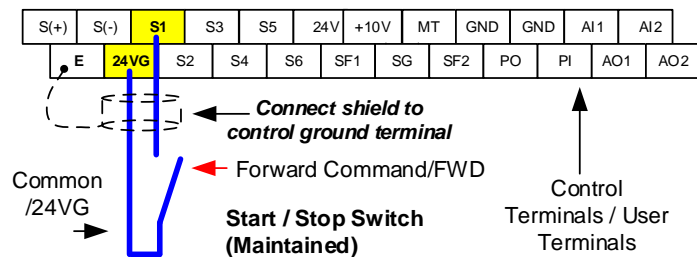 S(+) S(-) S1 S3 S5 24V +10V MT GND GND AI1 AI2
E 24VG S2 S4 S6 SF1 SG SF2 PO PI AO1 AO2
Connect shield to
control ground terminal
Forward Command/FWD
Common
/24VG
Start / Stop Switch
(Maintained)
Control
Terminals / User
Terminals